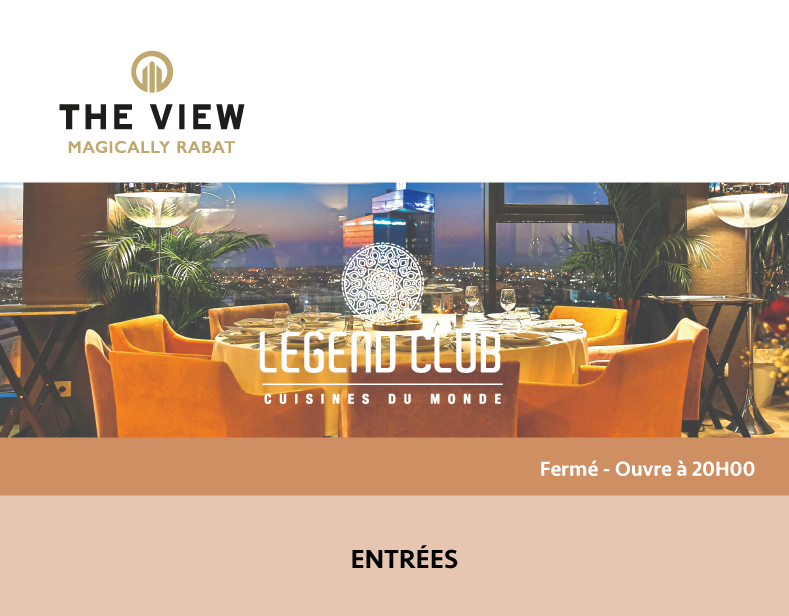 THE VIEW
MAGICALLY RABAT
LEGEND CLUB
CUISINES DU MONDE
Fermé - Ouvre à 20H00
ENTRÉES